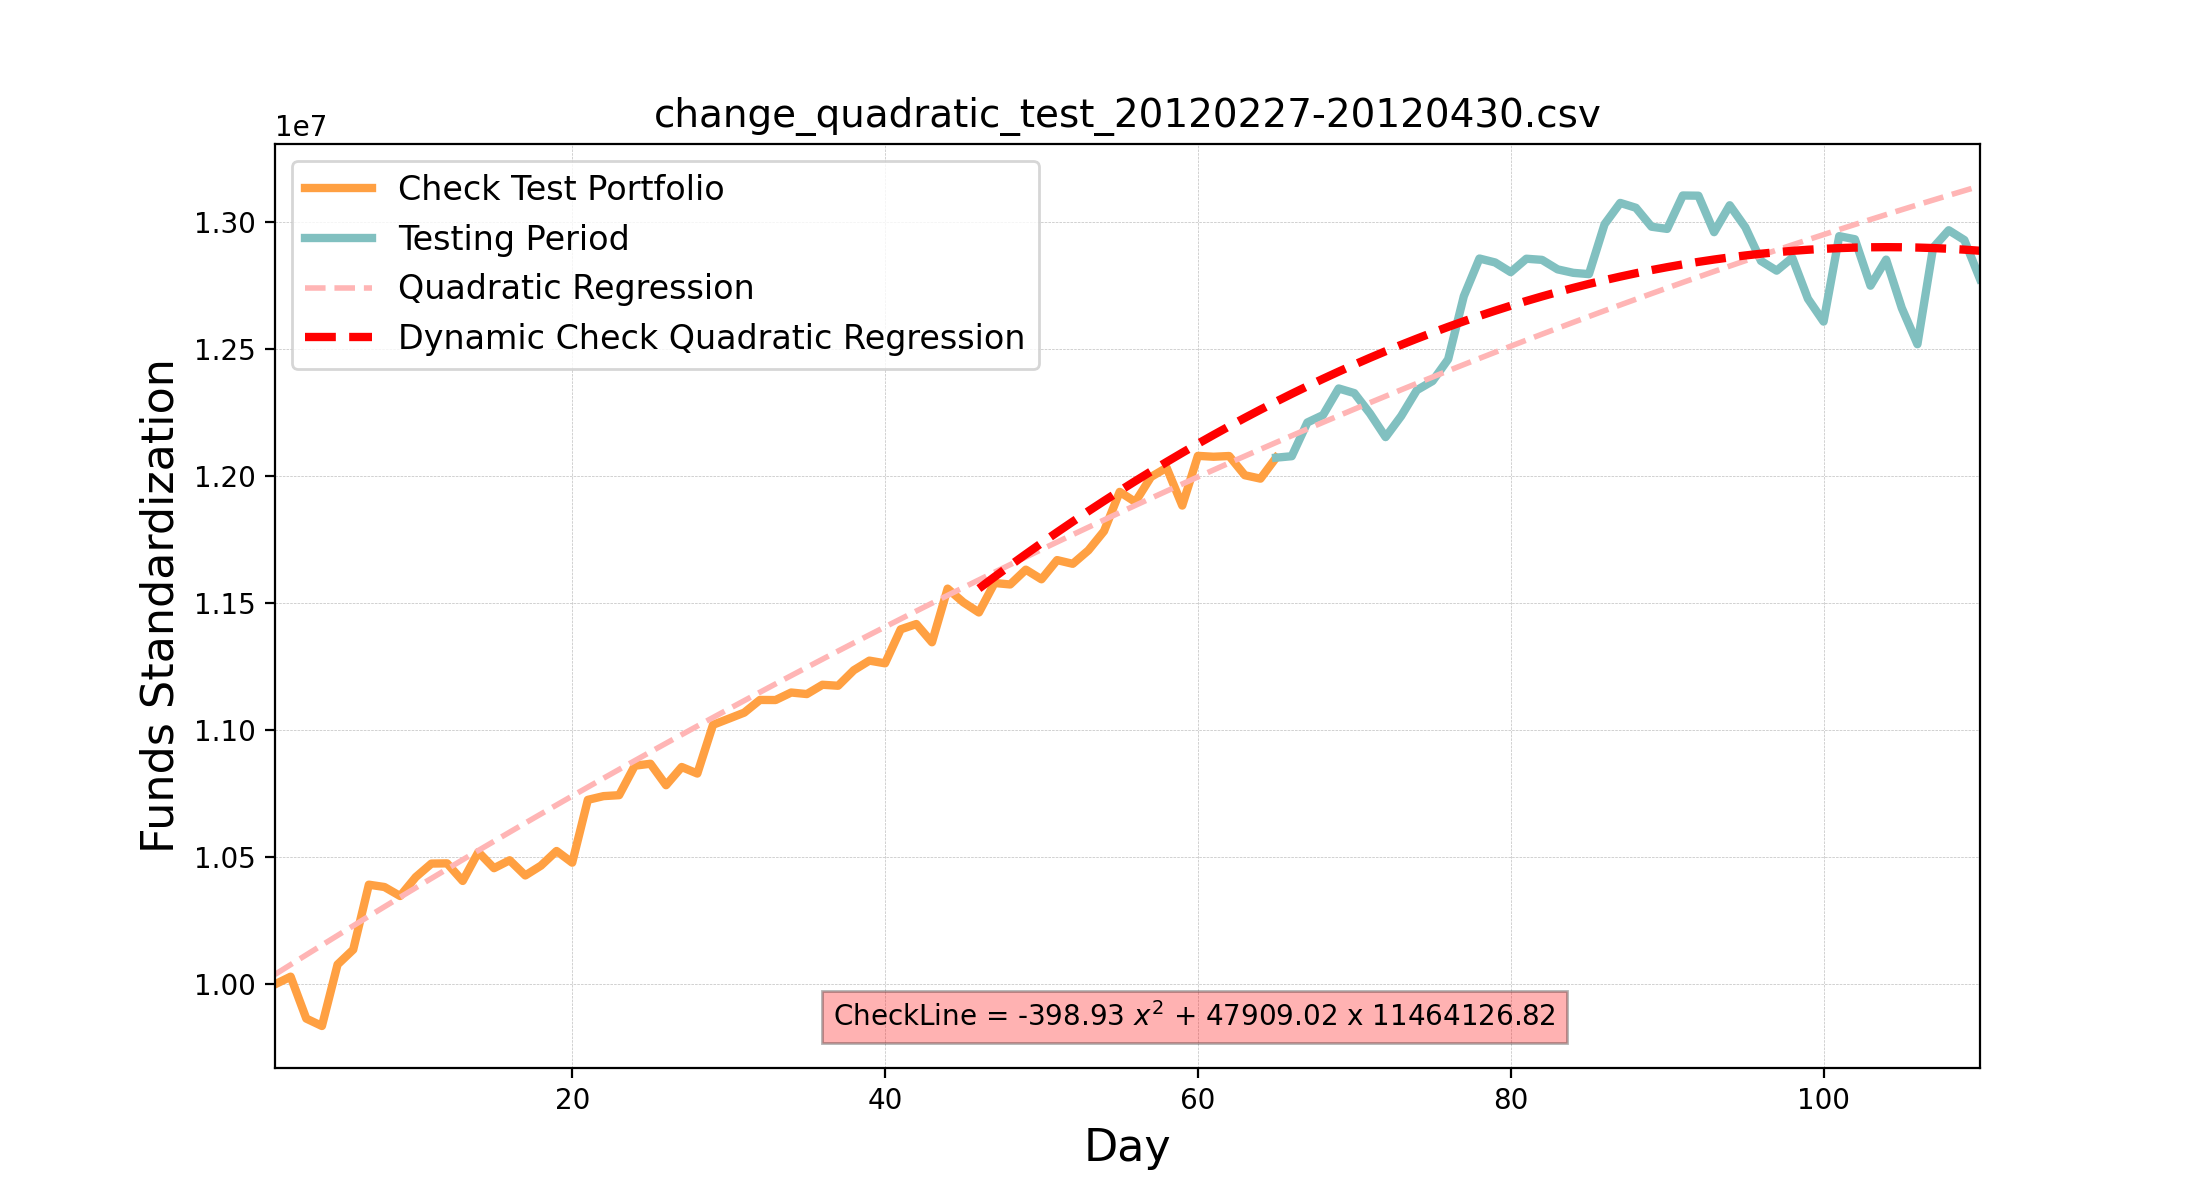 change_quadratic_test_20120227-20120430.csv
1e7
Check Test Portfolio
Testing Period
Quadratic Regression
Dynamic Check Quadratic Regression
Funds Standardization
1.30
1.25
1.20
1.15
1.10
1.05
1.00
CheckLine = -398.93 x² + 47909.02 x 11464126.82
20
40
60
80
100
Day